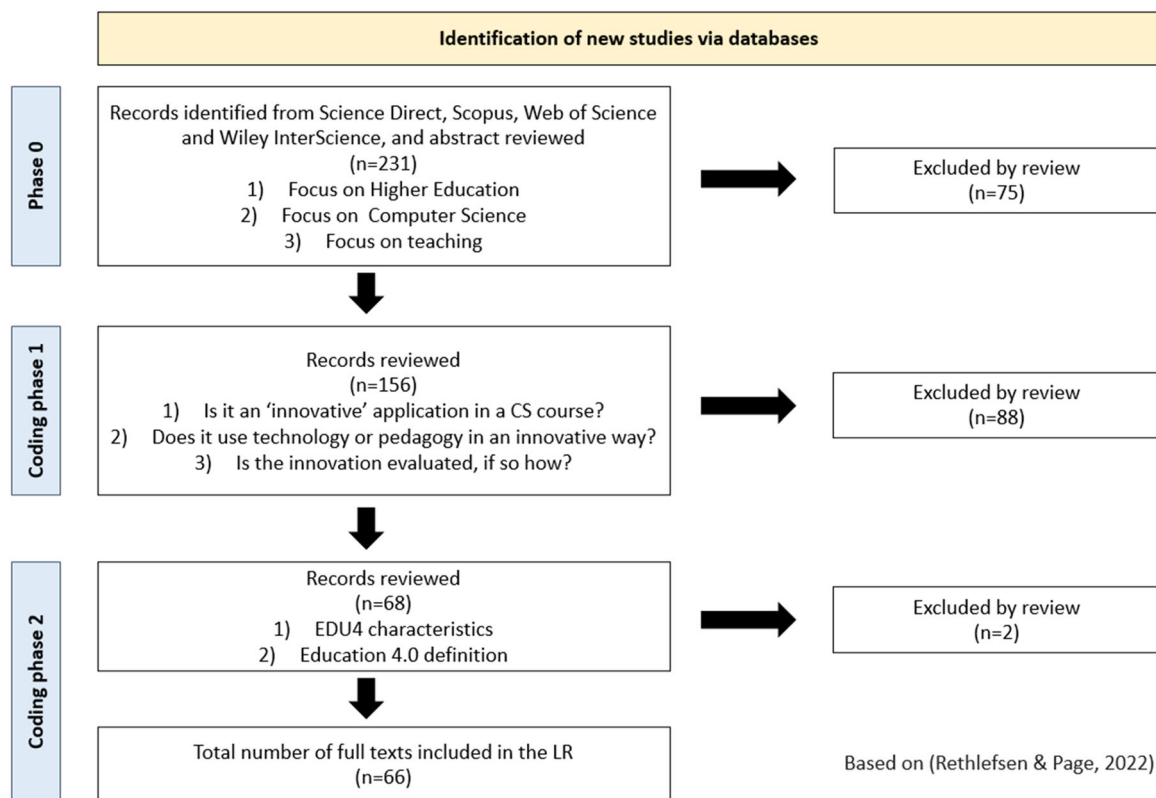 Identification of new studies via databases
Phase 0
Records identified from Science Direct, Scopus, Web of Science
and Wiley InterScience, and abstract reviewed
(n=231)
1) Focus on Higher Education
2) Focus on Computer Science
3) Focus on teaching
Excluded by review
(n=75)
Coding phase 1
Records reviewed
(n=156)
1) Is it an ‘innovative’ application in a CS course?
2) Does it use technology or pedagogy in an innovative way?
3) Is the innovation evaluated, if so how?
Excluded by review
(n=88)
Coding phase 2
Records reviewed
(n=68)
1) EDU4 characteristics
2) Education 4.0 definition
Excluded by review
(n=2)
Total number of full texts included in the LR
(n=66)
Based on (Rethlefsen & Page, 2022)